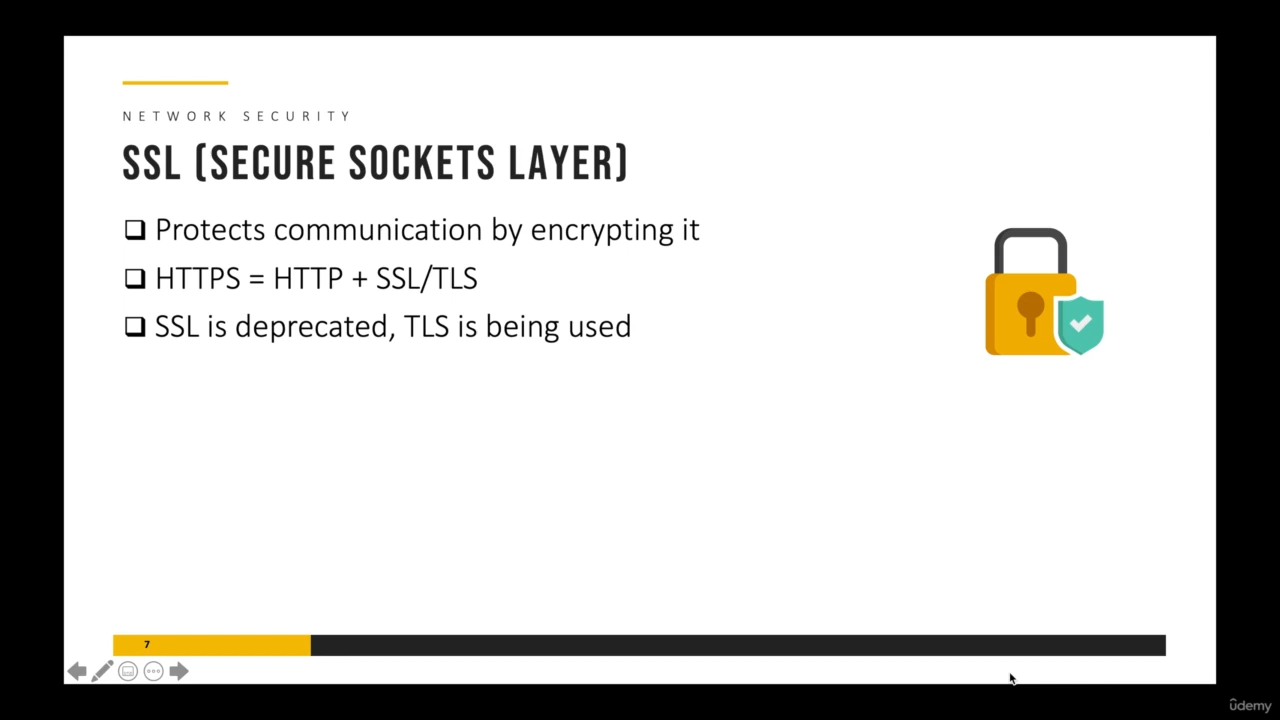 NETWORK SECURITY
SSL (SECURE SOCKETS LAYER)
Protects communication by encrypting it
HTTPS = HTTP + SSL/TLS
SSL is deprecated, TLS is being used
7
ûdemy